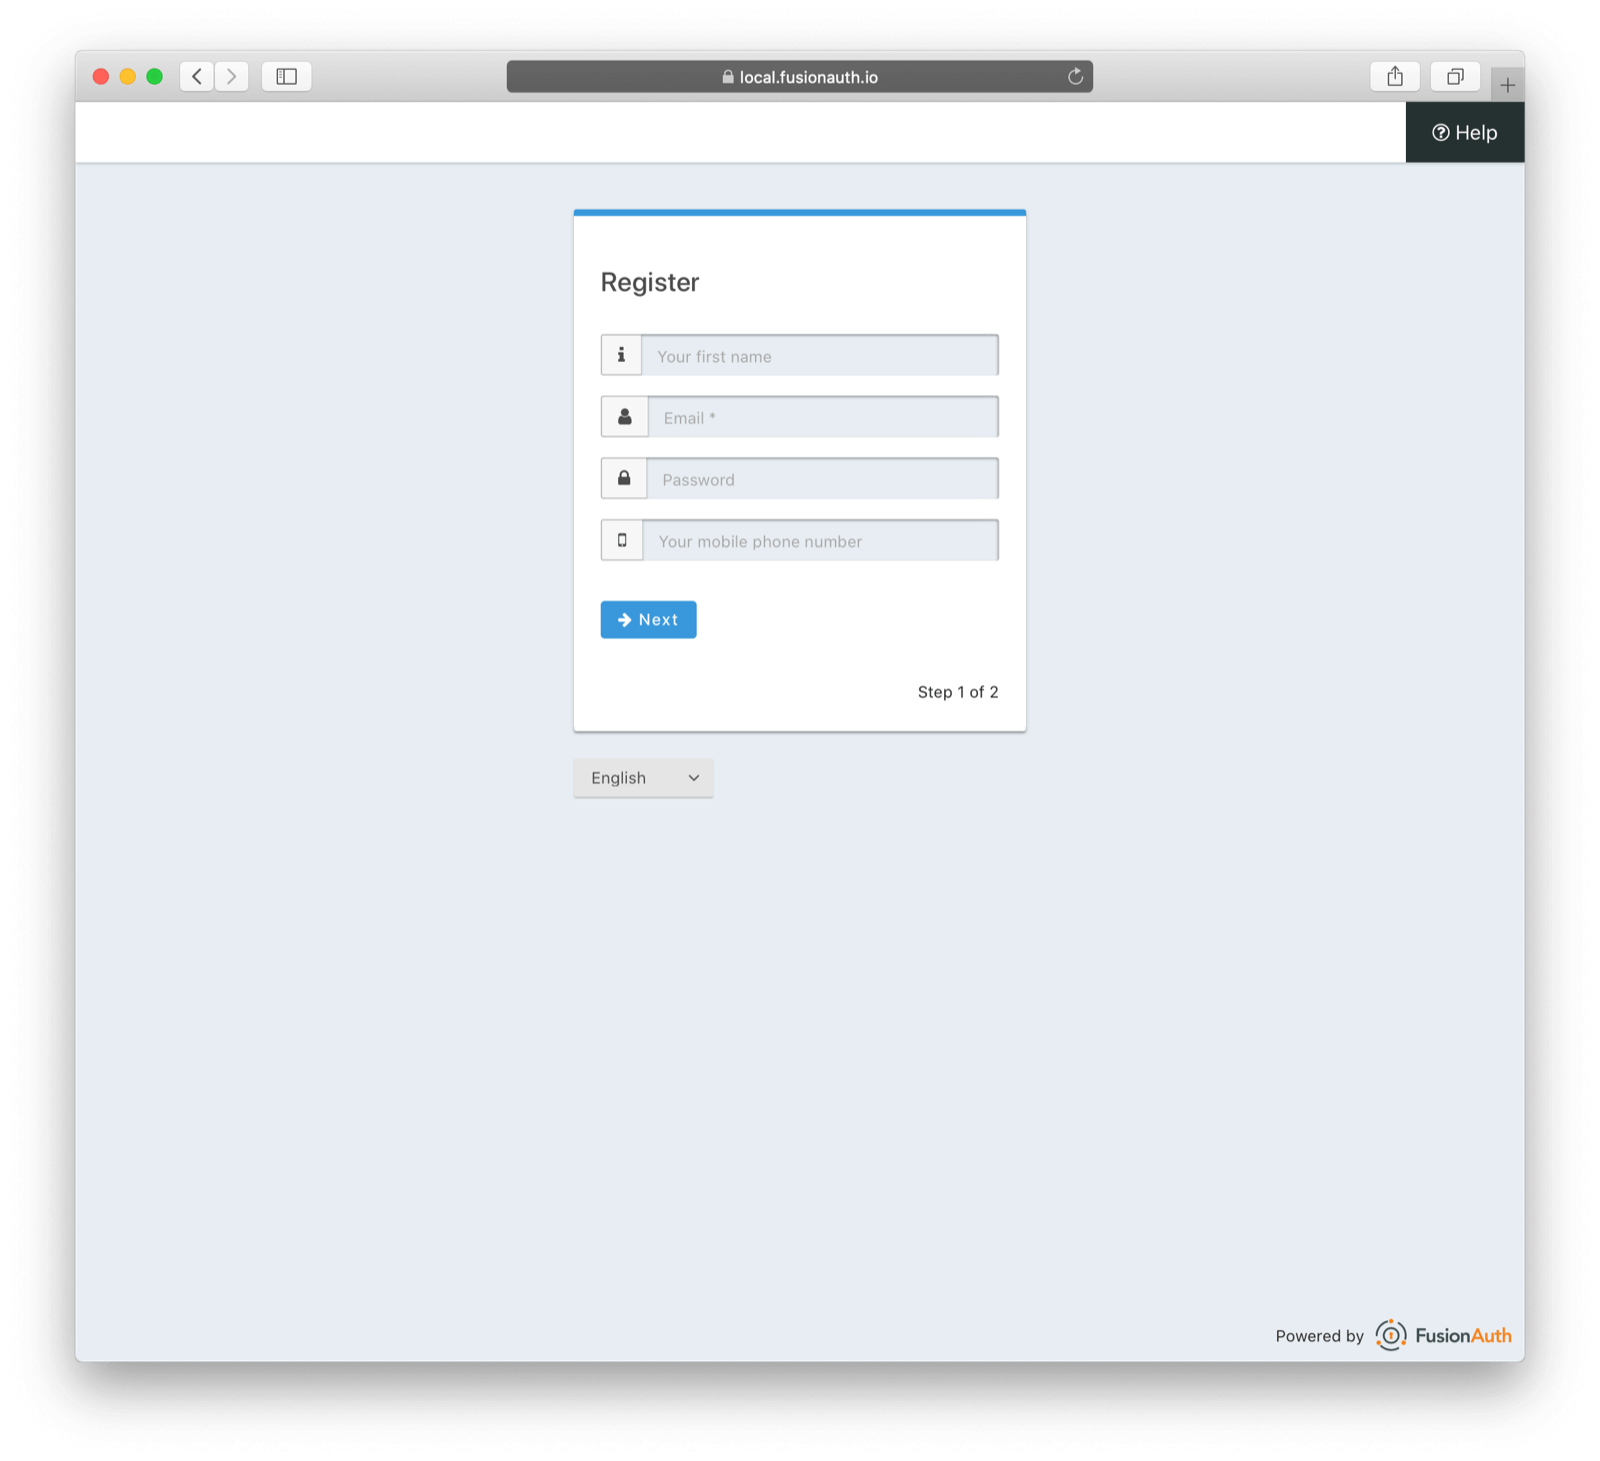 local.fusionauth.io
Help
Register
Your first name
Email *
Password
Your mobile phone number
Next
Step 1 of 2
English
Powered by FusionAuth